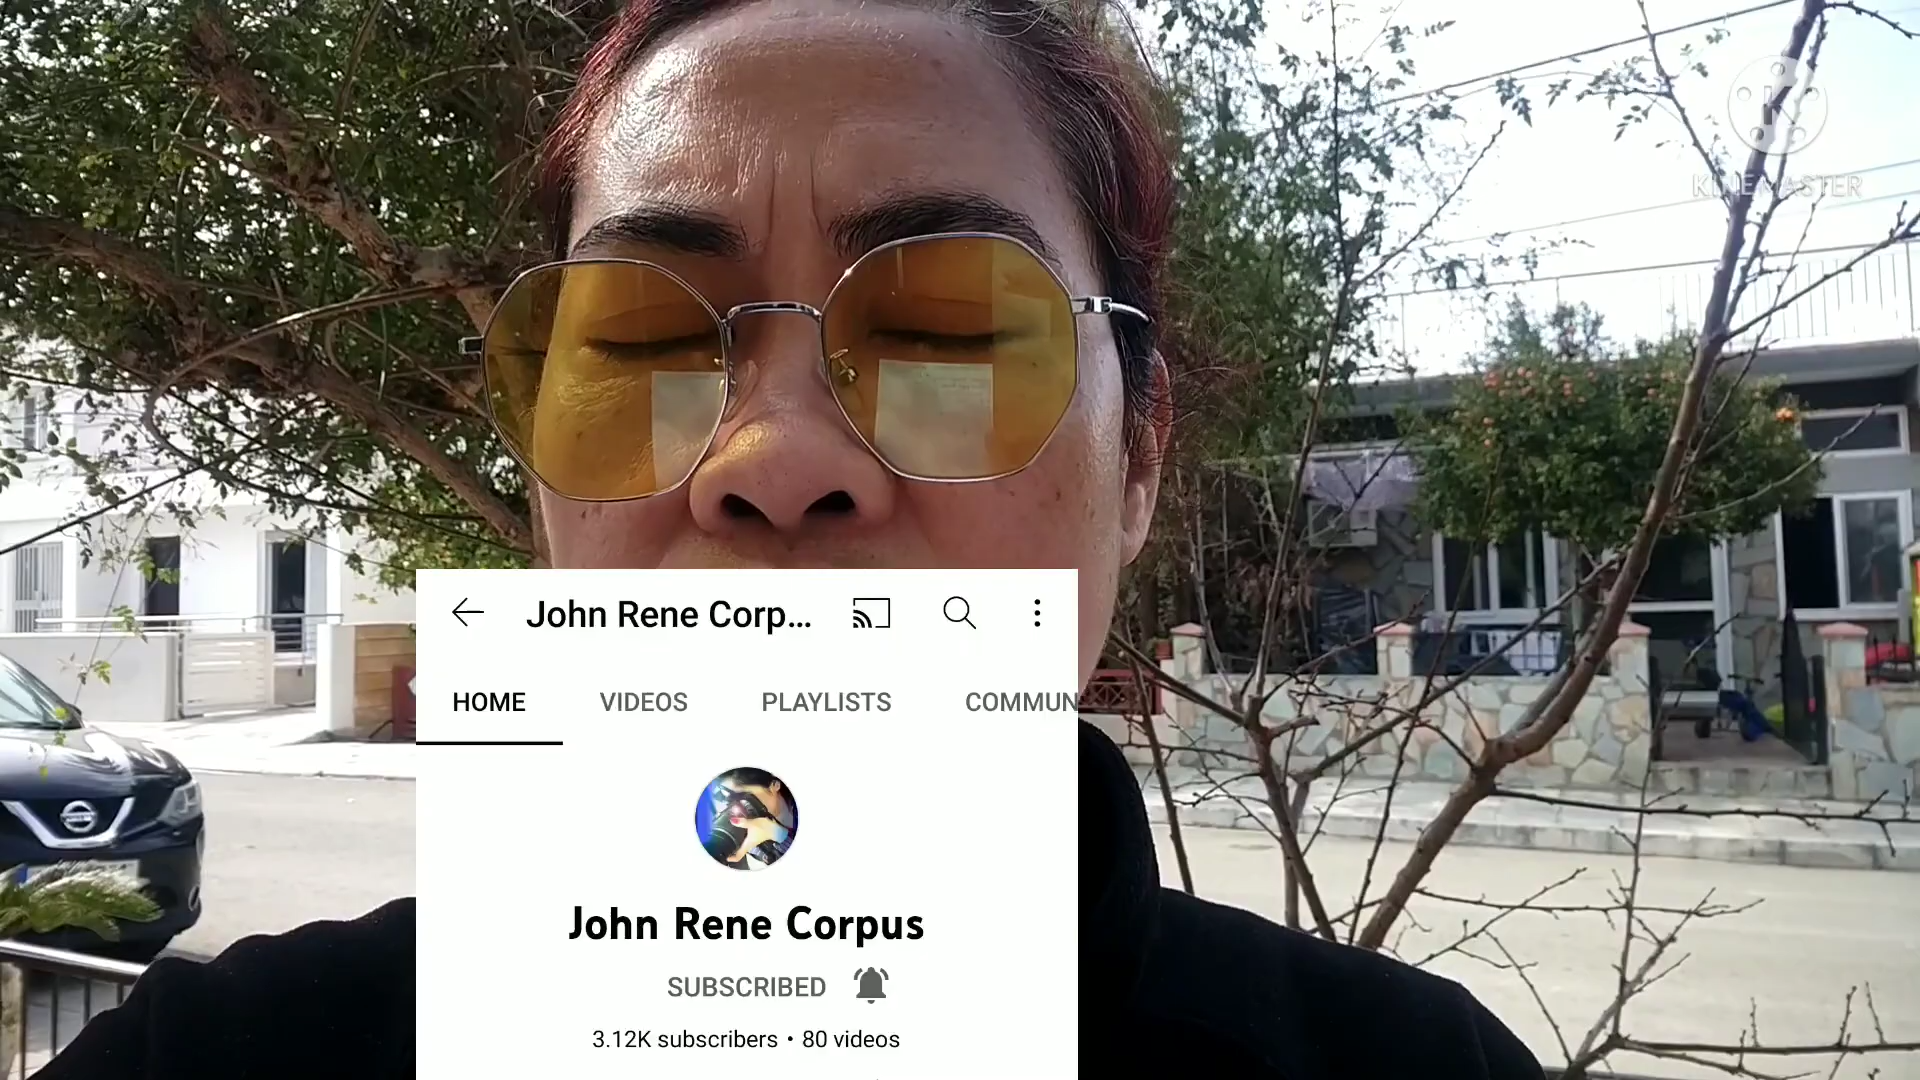 KINEMASTER
John Rene Corp...
HOME VIDEOS PLAYLISTS COMMUN
John Rene Corpus
SUBSCRIBED
3.12K subscribers • 80 videos